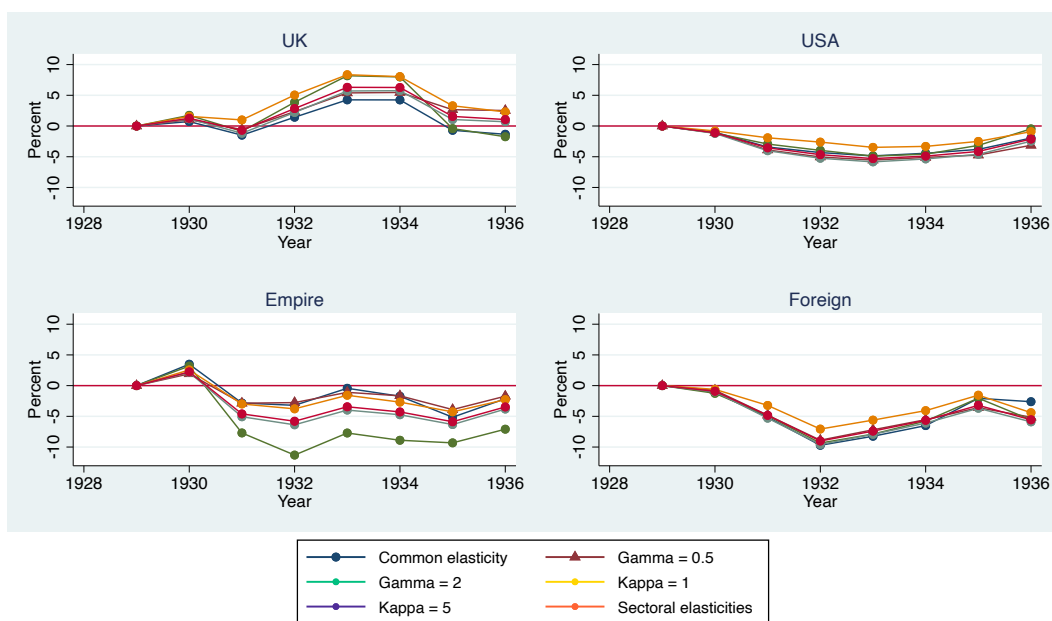 UK
Percent
10
5
0
-5
-10
1928 1930 1932 1934 1936
Year
USA
Percent
10
5
0
-5
-10
1928 1930 1932 1934 1936
Year
Empire
Percent
10
5
0
-5
-10
1928 1930 1932 1934 1936
Year
Foreign
Percent
10
5
0
-5
-10
1928 1930 1932 1934 1936
Year
Common elasticity Gamma = 0.5
Gamma = 2 Kappa = 1
Kappa = 5 Sectoral elasticities